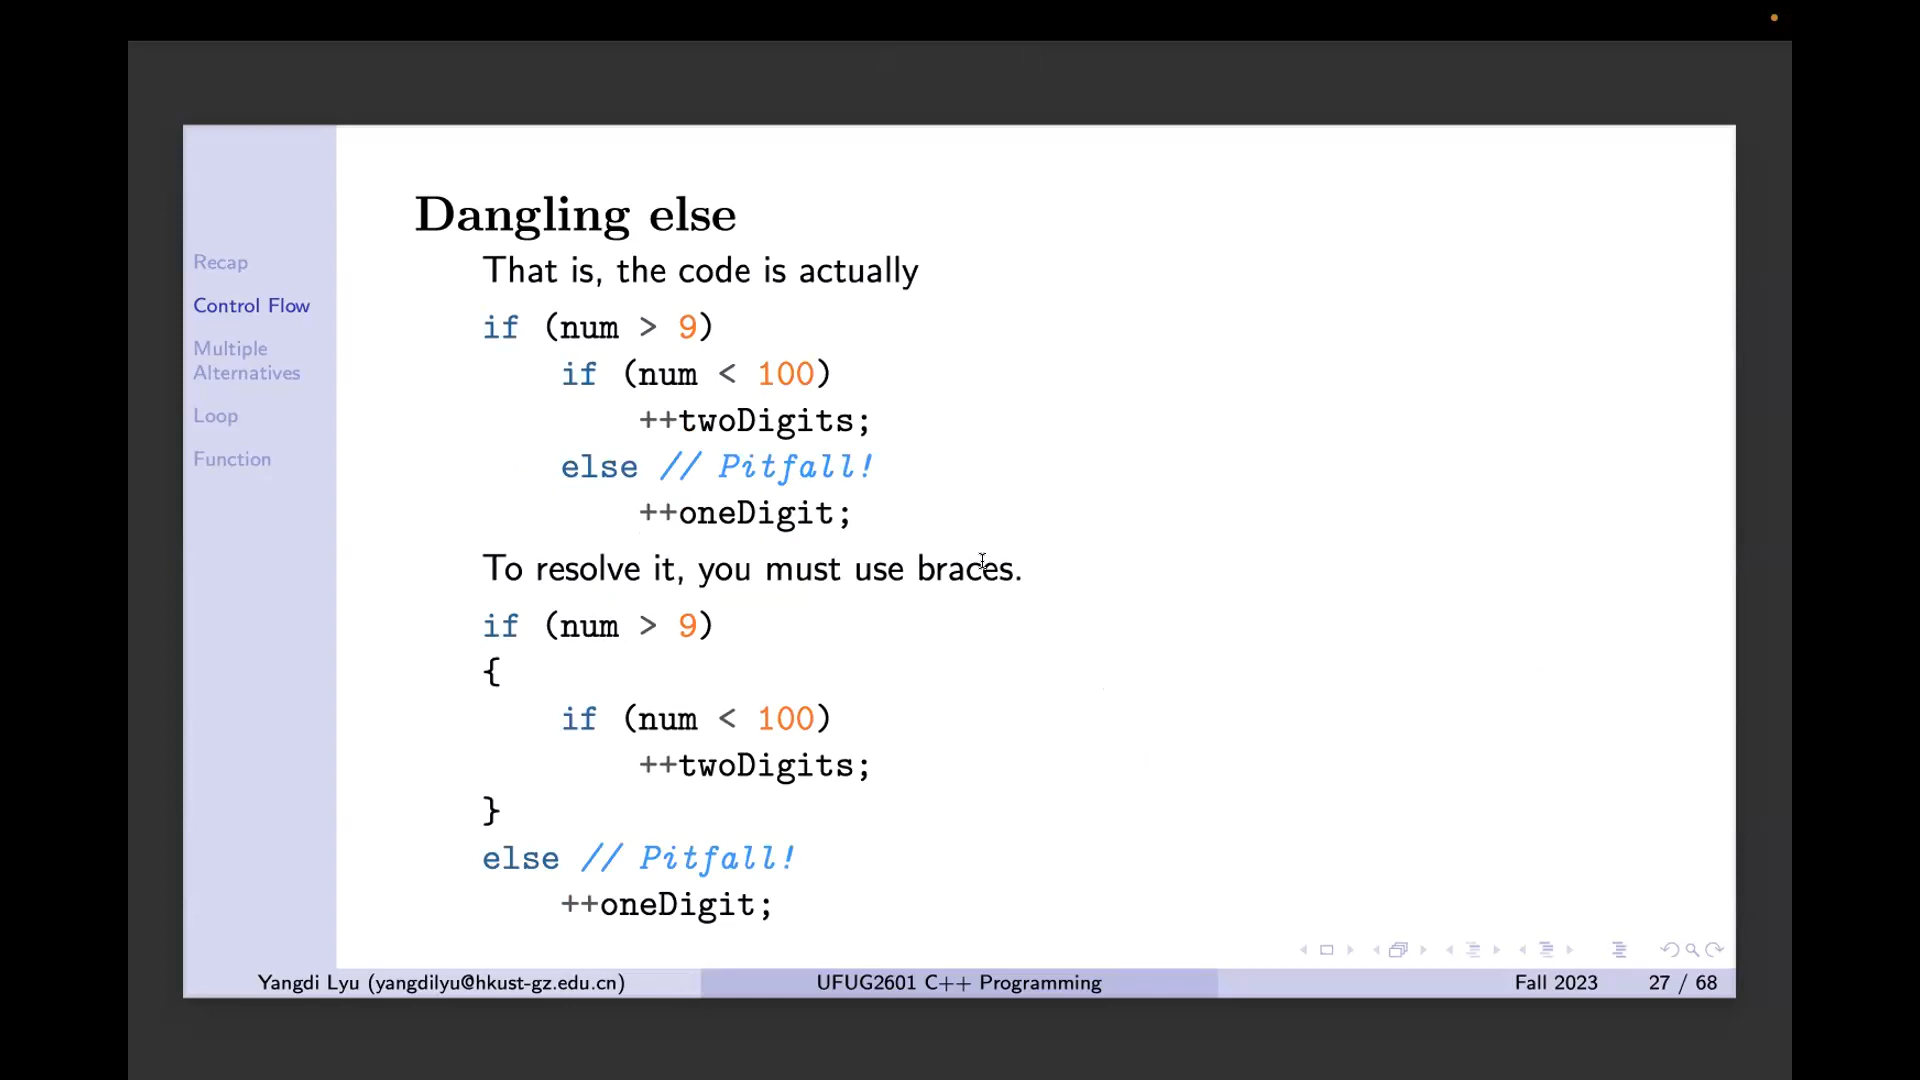 Recap
Control Flow
Multiple
Alternatives
Loop
Function
Dangling else
That is, the code is actually
if (num > 9)
    if (num < 100)
        ++twoDigits;
    else // Pitfall!
        ++oneDigit;
To resolve it, you must use braces.
if (num > 9)
{
    if (num < 100)
        ++twoDigits;
}
else // Pitfall!
    ++oneDigit;
Yangdi Lyu (yangdilyu@hkust-gz.edu.cn) UFUG2601 C++ Programming Fall 2023 27 / 68